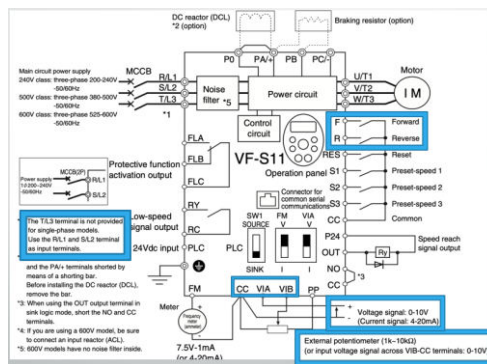 DC reactor (DCL)
*2 (option)
Braking resistor (option)
P0
PA/+
PB
PC/-
Main circuit power supply
240V class: three-phase 200-240V
-50/60Hz
500V class: three-phase 380-500V
-50/60Hz
600V class: three-phase 525-600V
-50/60Hz
MCCB
R/L1
S/L2
T/L3
*1
Noise
filter *5
Power circuit
U/T1
V/T2
W/T3
Motor
I M
Control
circuit
VF-S11
Operation panel
FLA
FLB
FLC
Protective function
activation output
MCCB(2P)
Power supply
1∅200-240V
-50/60Hz
R/L1
S/L2
F
Forward
R
Reverse
RES
Reset
S1
Preset-speed 1
S2
Preset-speed 2
S3
Preset-speed 3
CC
Common
Connector for
common serial
communications
RY
RC
Low-speed
signal output
24Vdc input
PLC
SW1
SOURCE
PLC
SINK
FM
V
I
VIA
V
I
P24
OUT
NO
CC
Ry
*3
Speed reach
signal output
The T/L3 terminal is not provided
for single-phase models.
Use the R/L1 and S/L2 terminal
as input terminals.
and the PA/+ terminals shorted by
means of a shorting bar.
Before installing the DC reactor (DCL),
remove the bar.
*3: When using the OUT output terminal in
sink logic mode, short the NO and CC
terminals.
*4: If you are using a 600V model, be sure
to connect an input reactor (ACL).
*5: 600V models have no noise filter inside.
FM
CC
VIA
VIB
PP
Meter
+
-
Frequency
meter
(ammeter)
7.5V-1mA
(or 4-20mA)
+
-
Voltage signal: 0-10V
(Current signal: 4-20mA)
External potentiometer (1k-10kΩ)
(or input voltage signal across VIB-CC terminals: 0-10V)